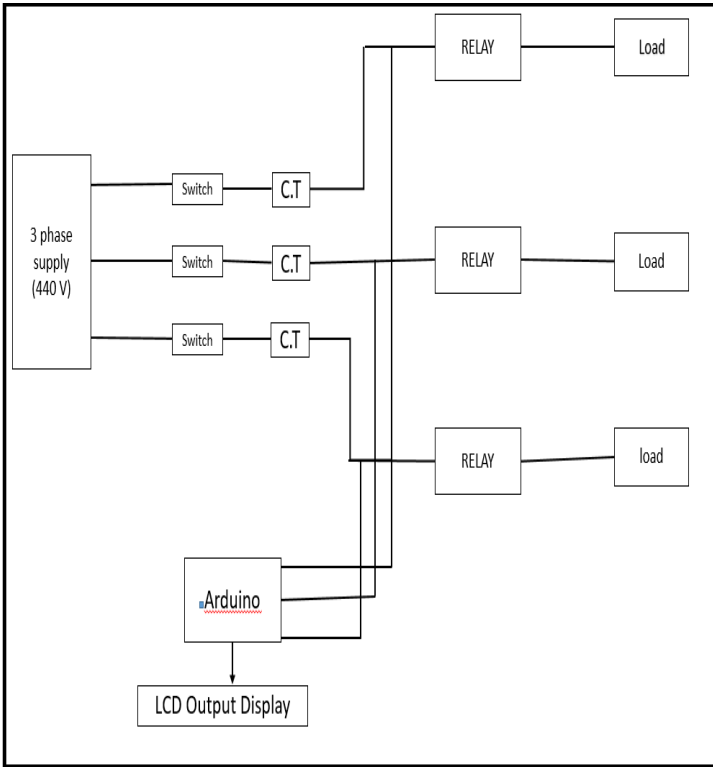 RELAY
Load
3 phase
supply
(440 V)
Switch
C.T
Switch
C.T
RELAY
Load
Switch
C.T
RELAY
load
Arduino
LCD Output Display